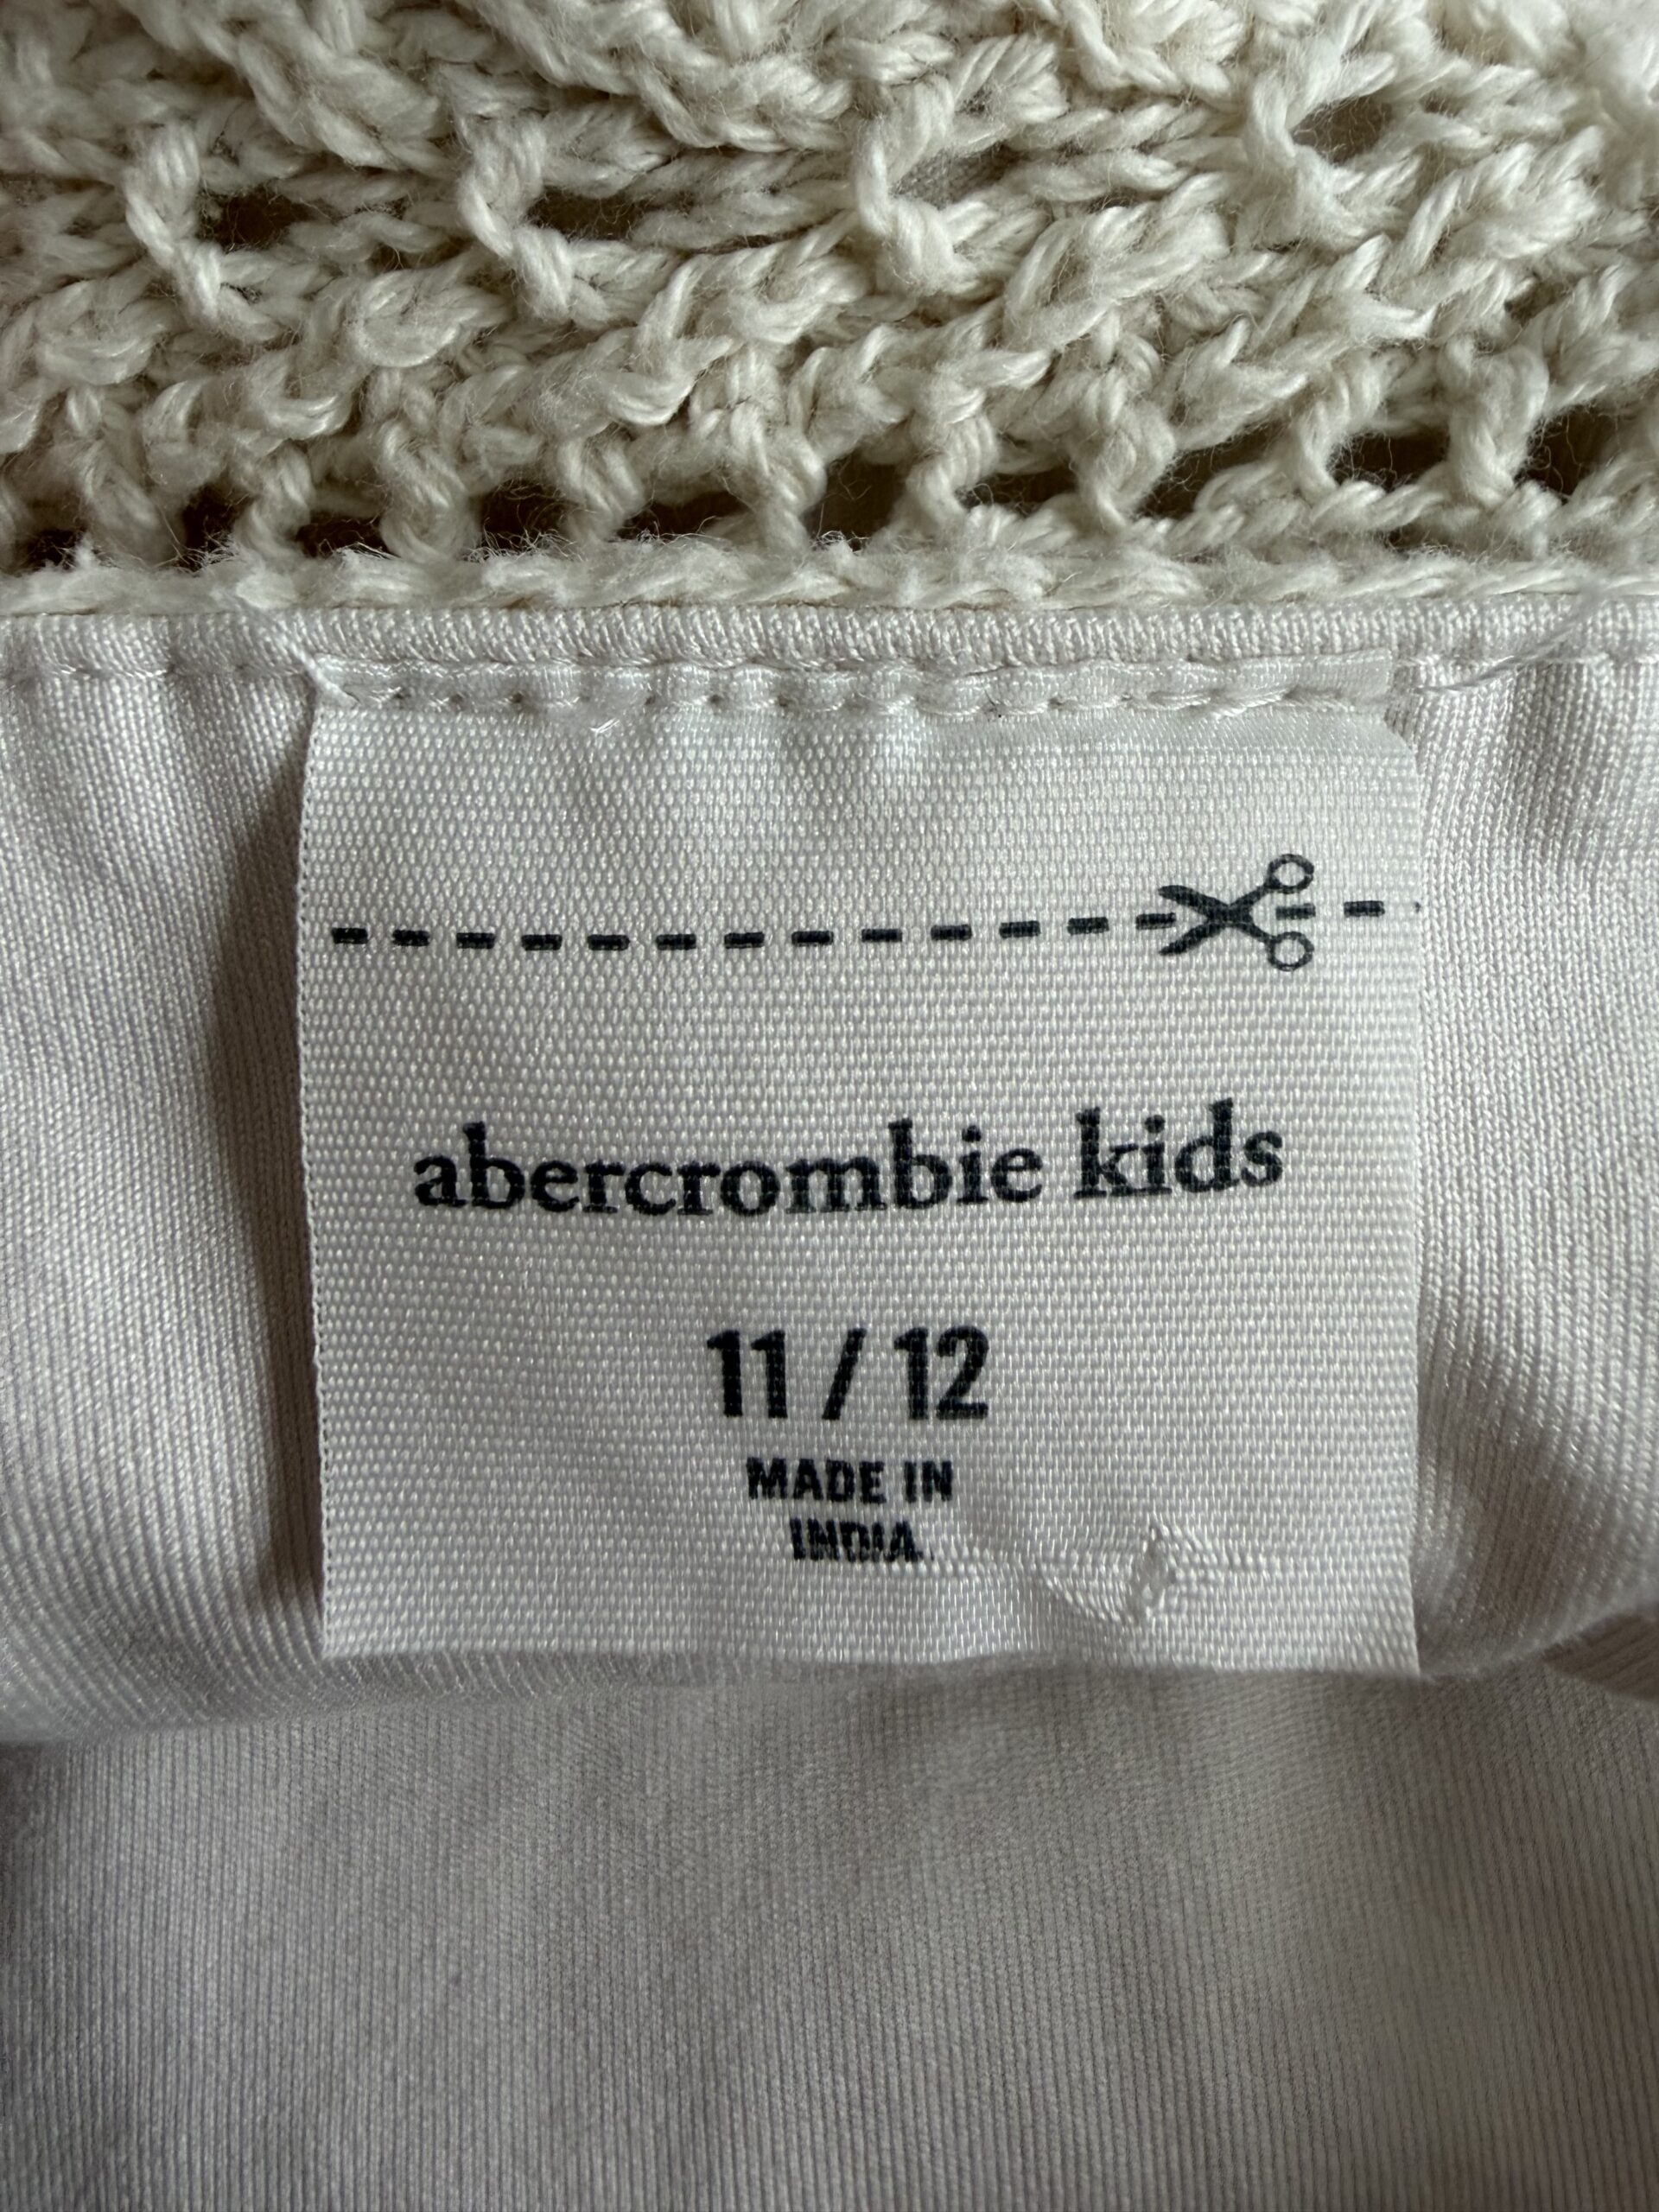 abercrombie kids
11 / 12
MADE IN
INDIA